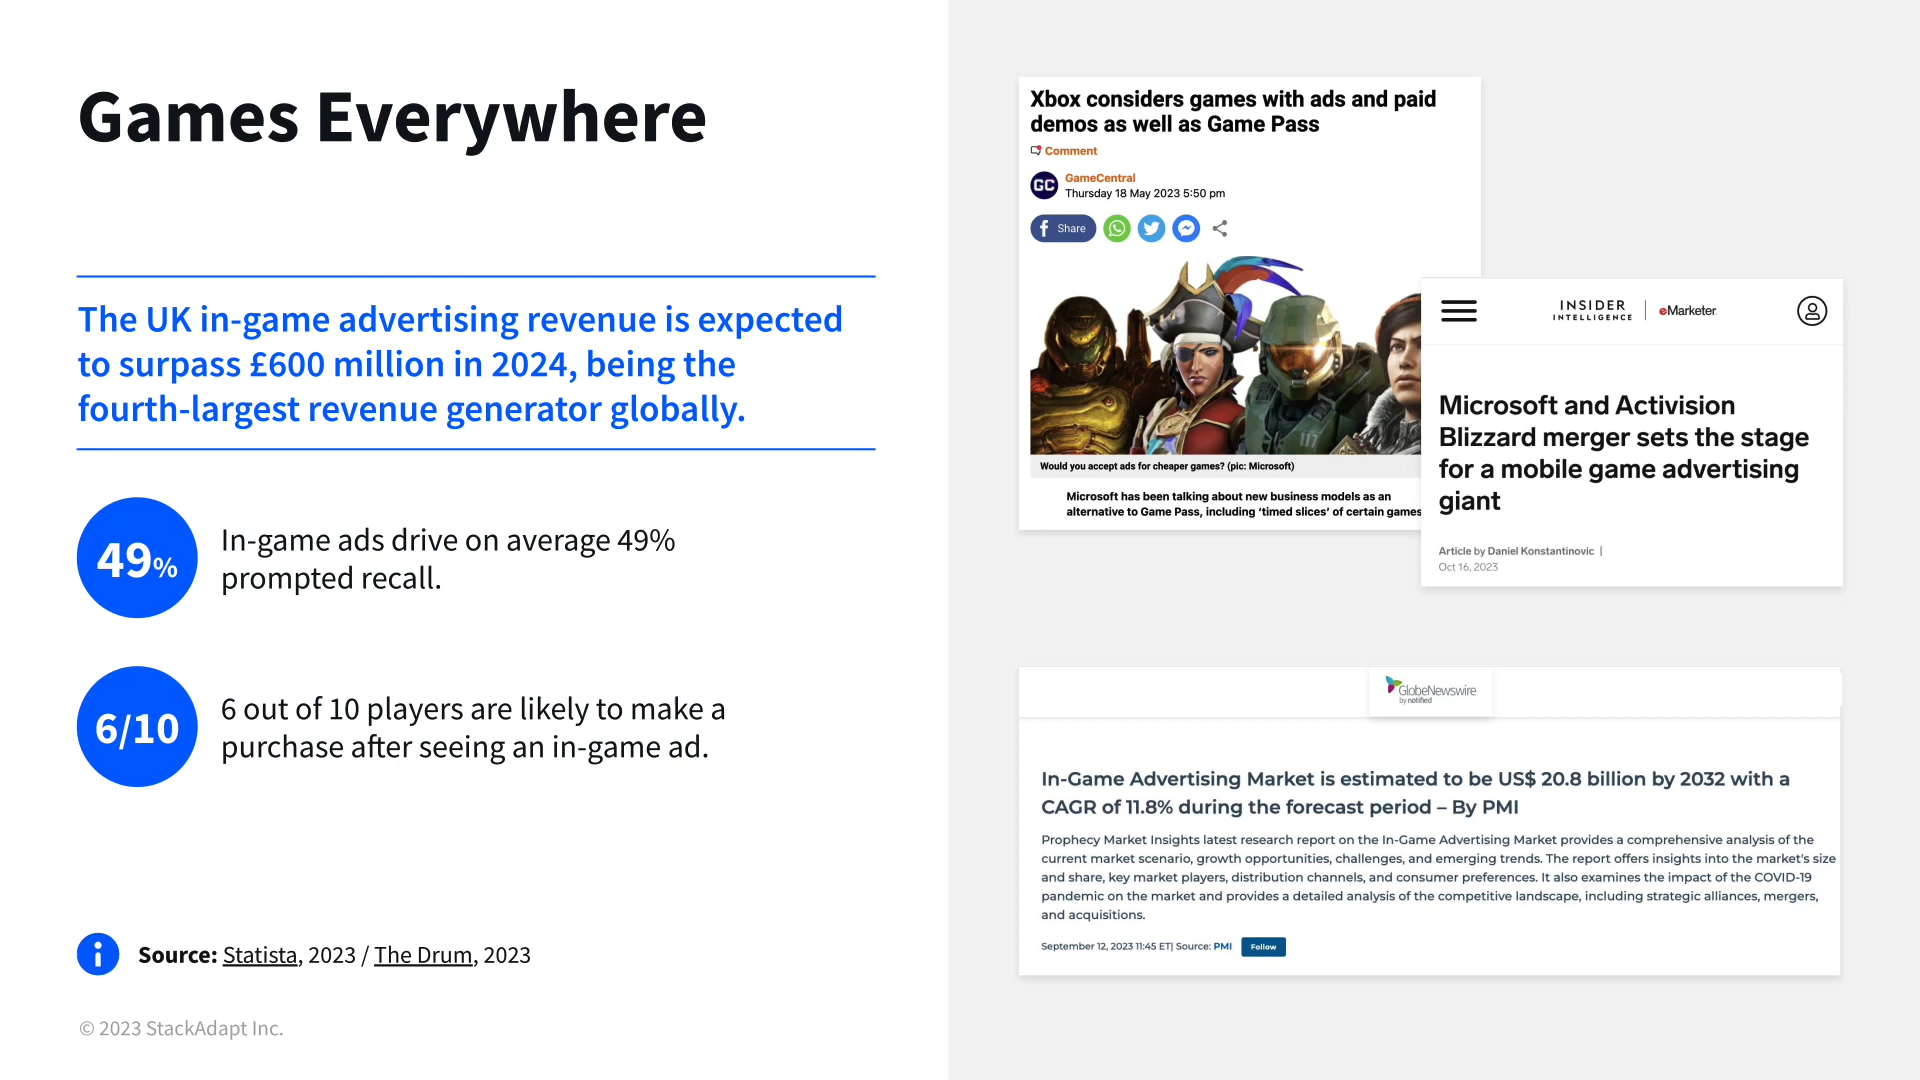 Games Everywhere
The UK in-game advertising revenue is expected
to surpass £600 million in 2024, being the
fourth-largest revenue generator globally.
49%
In-game ads drive on average 49%
prompted recall.
6/10
6 out of 10 players are likely to make a
purchase after seeing an in-game ad.
Source: Statista, 2023 / The Drum, 2023
© 2023 StackAdapt Inc.
Xbox considers games with ads and paid
demos as well as Game Pass
Comment
GC
GameCentral
Thursday 18 May 2023 5:50 pm
Share
Would you accept ads for cheaper games? (pic: Microsoft)
Microsoft has been talking about new business models as an
alternative to Game Pass, including ‘timed slices’ of certain games
INSIDER
INTELLIGENCE
eMarketer
Microsoft and Activision
Blizzard merger sets the stage
for a mobile game advertising
giant
Article by Daniel Konstantinovic |
Oct 16, 2023
GlobeNewswire
by notified
In-Game Advertising Market is estimated to be US$ 20.8 billion by 2032 with a
CAGR of 11.8% during the forecast period – By PMI
Prophecy Market Insights latest research report on the In-Game Advertising Market provides a comprehensive analysis of the
current market scenario, growth opportunities, challenges, and emerging trends. The report offers insights into the market's size
and share, key market players, distribution channels, and consumer preferences. It also examines the impact of the COVID-19
pandemic on the market and provides a detailed analysis of the competitive landscape, including strategic alliances, mergers,
and acquisitions.
September 12, 2023 11:45 ET| Source: PMI
Follow